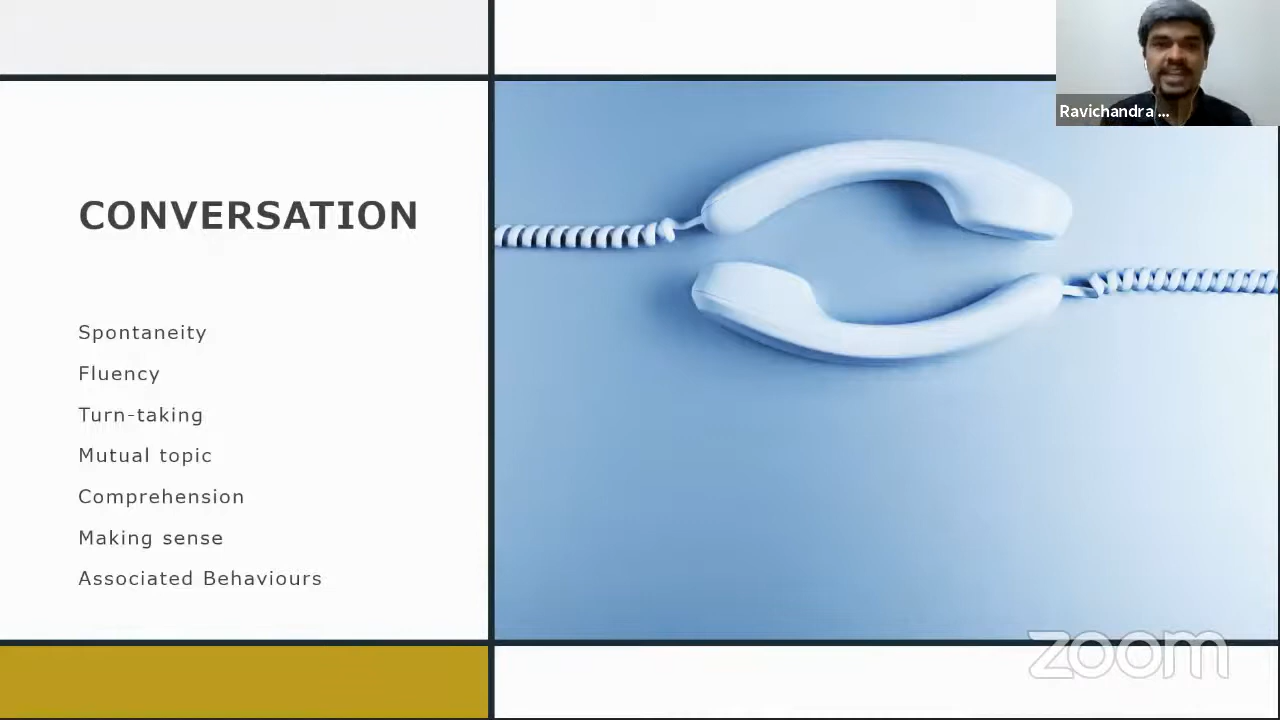 CONVERSATION
Spontaneity
Fluency
Turn-taking
Mutual topic
Comprehension
Making sense
Associated Behaviours
Ravichandra ...
zoom